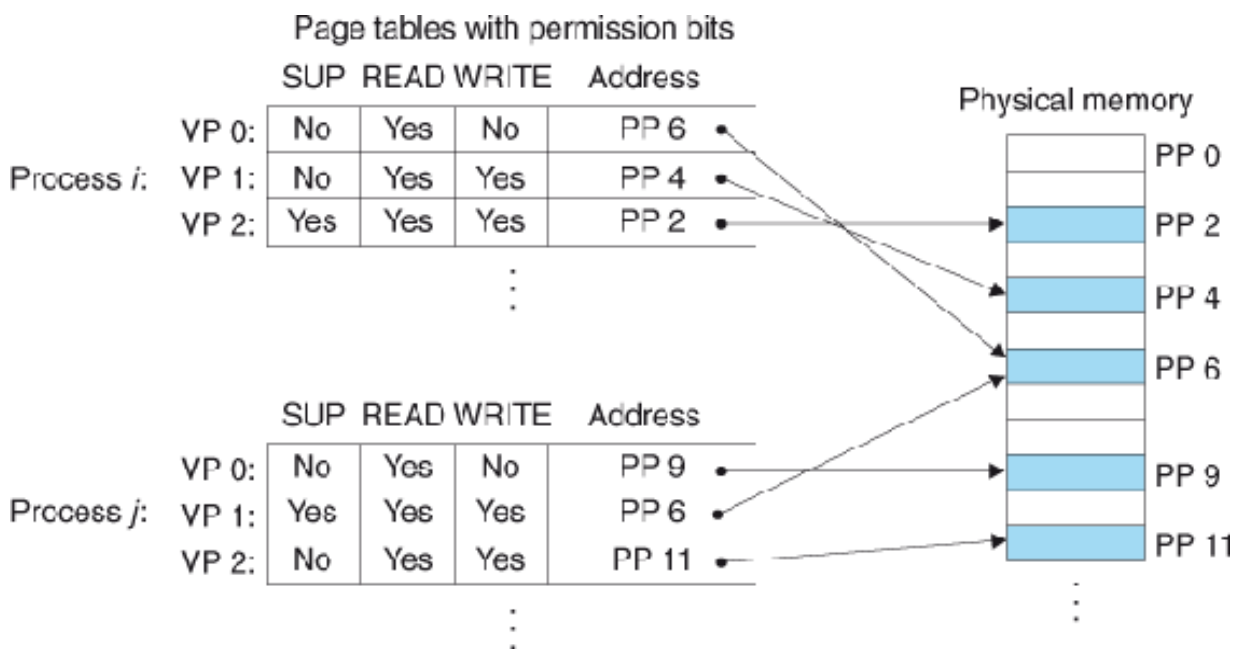 Page tables with permission bits
SUP READ WRITE Address
VP 0: No Yes No PP 6
Process i: VP 1: No Yes Yes PP 4
VP 2: Yes Yes Yes PP 2
SUP READ WRITE Address
VP 0: No Yes No PP 9
Process j: VP 1: Yes Yes Yes PP 6
VP 2: No Yes Yes PP 11
Physical memory
PP 0
PP 2
PP 4
PP 6
PP 9
PP 11